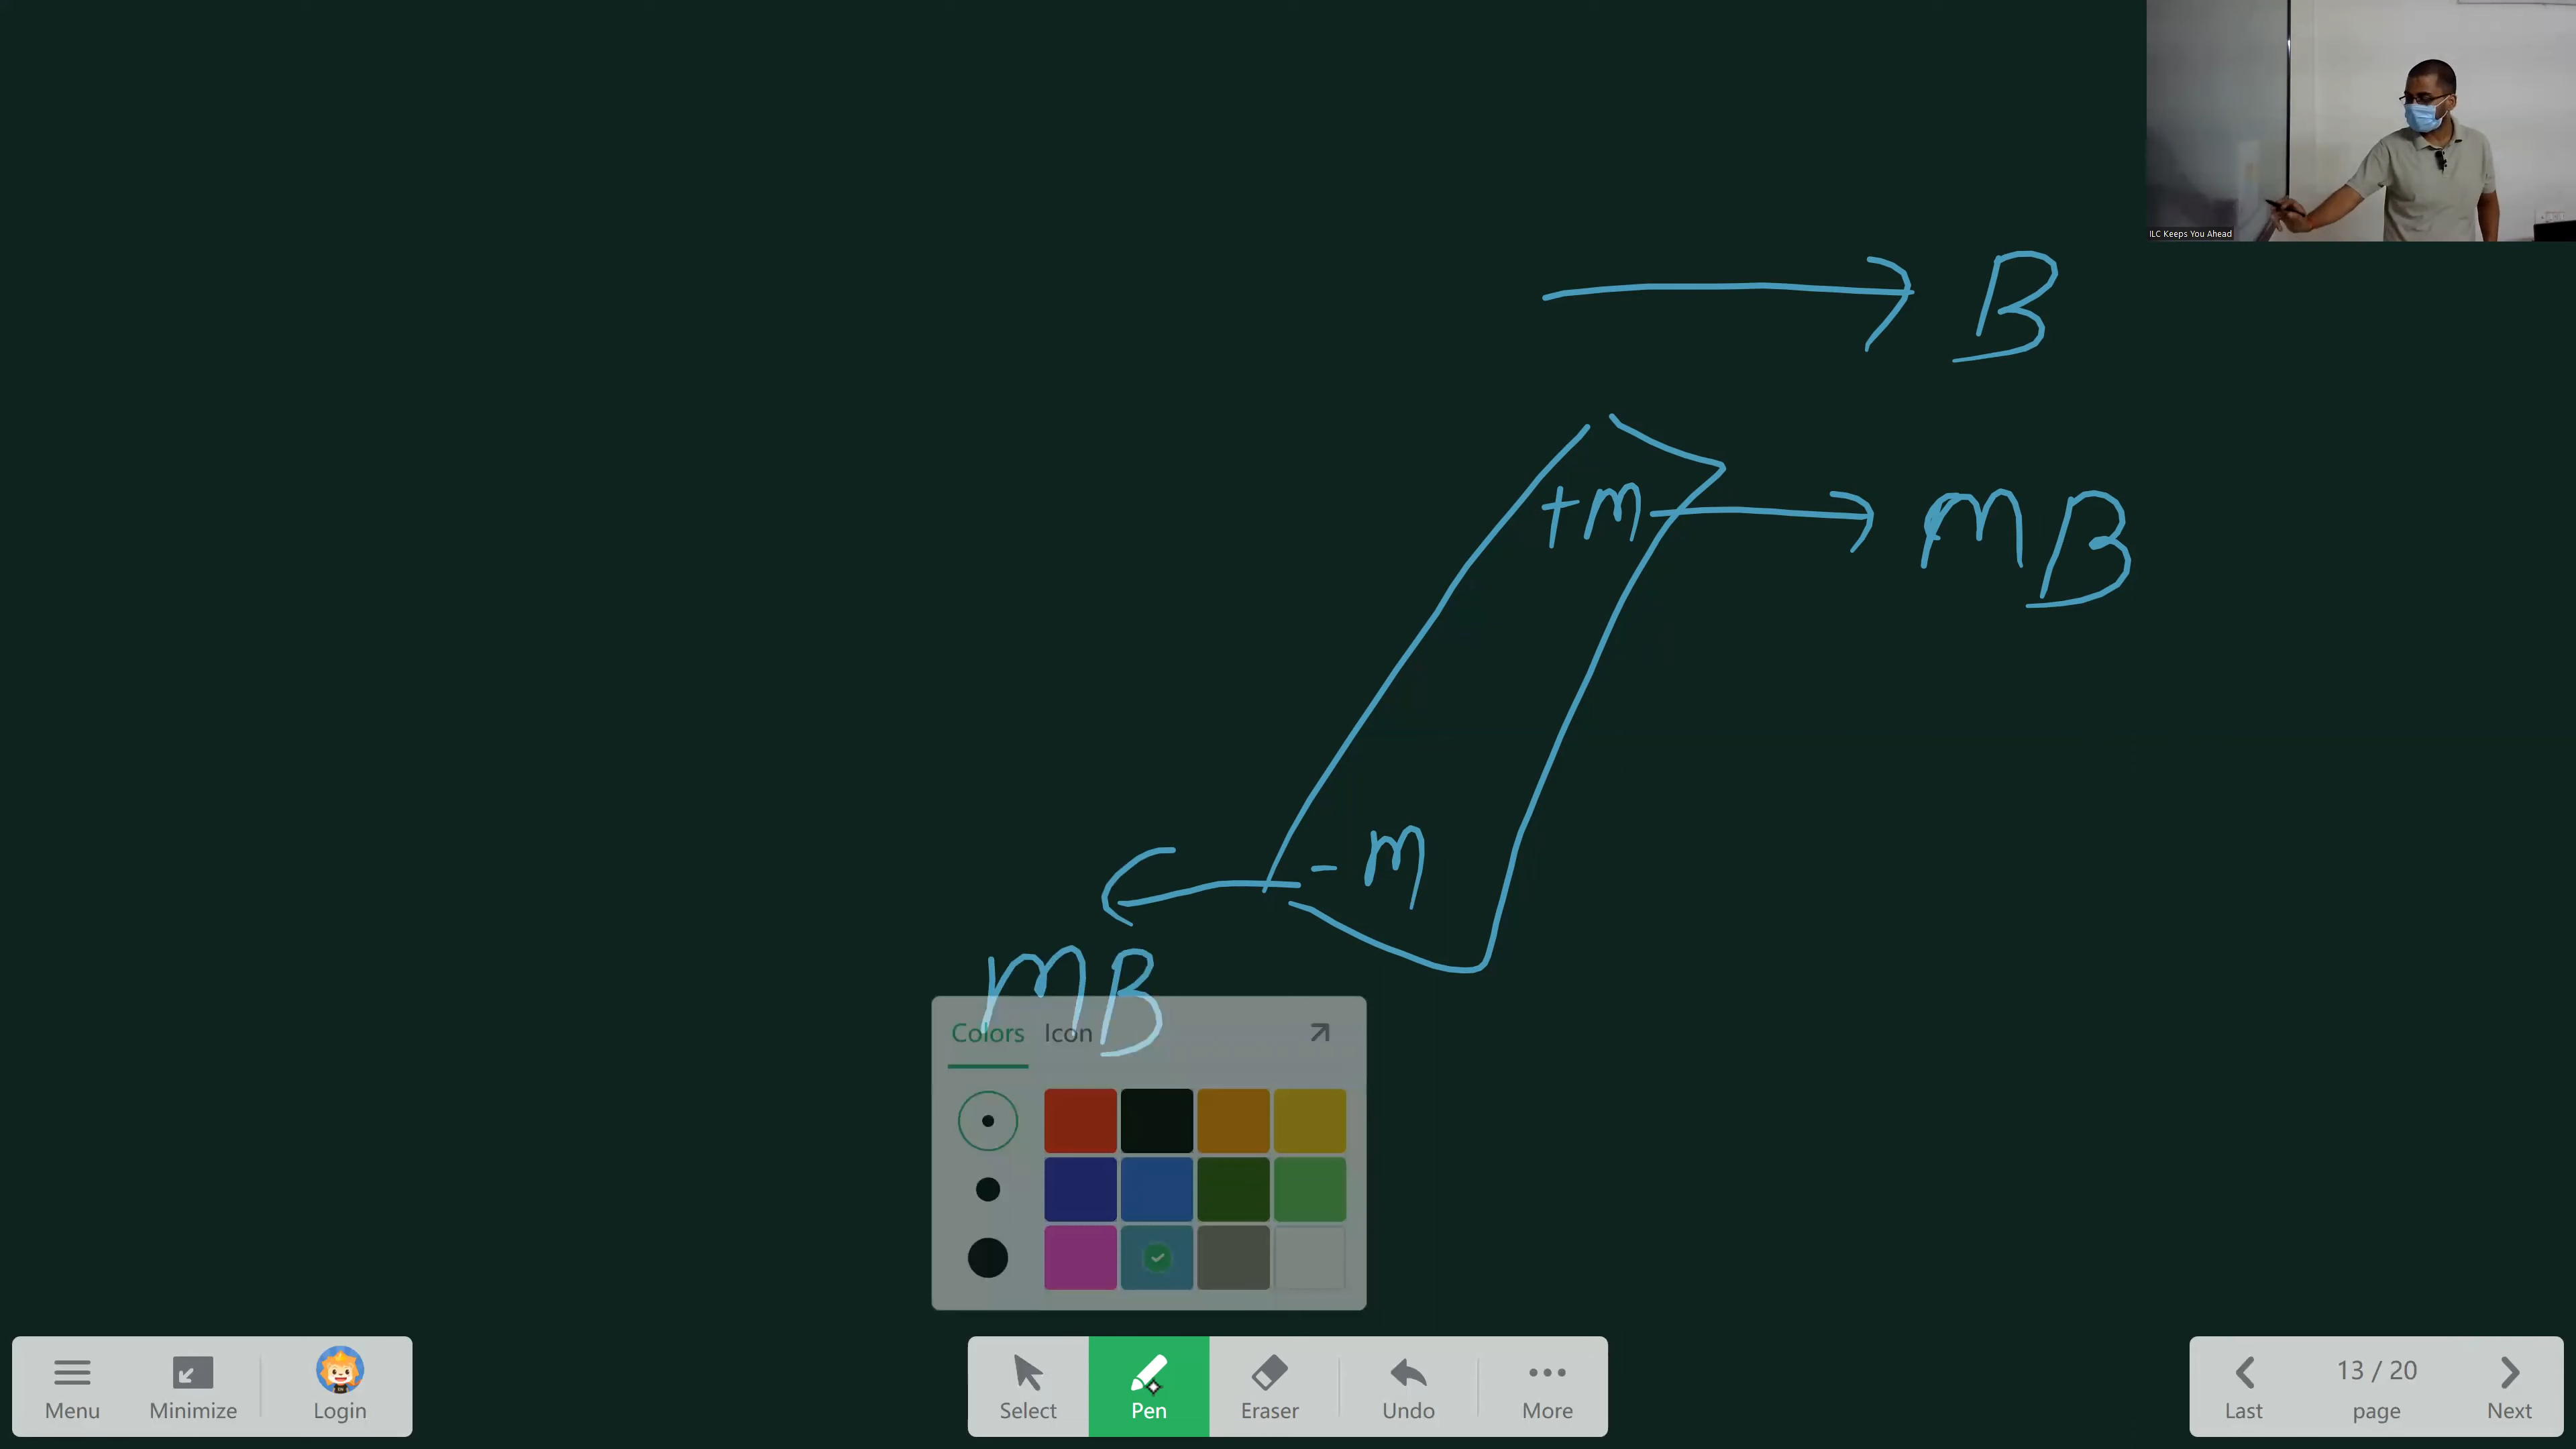 ILC Keeps You Ahead
B
+m
mB
-m
mB
Colors Icon
Menu Minimize Login
Select Pen Eraser Undo More
Last 13 / 20 page Next